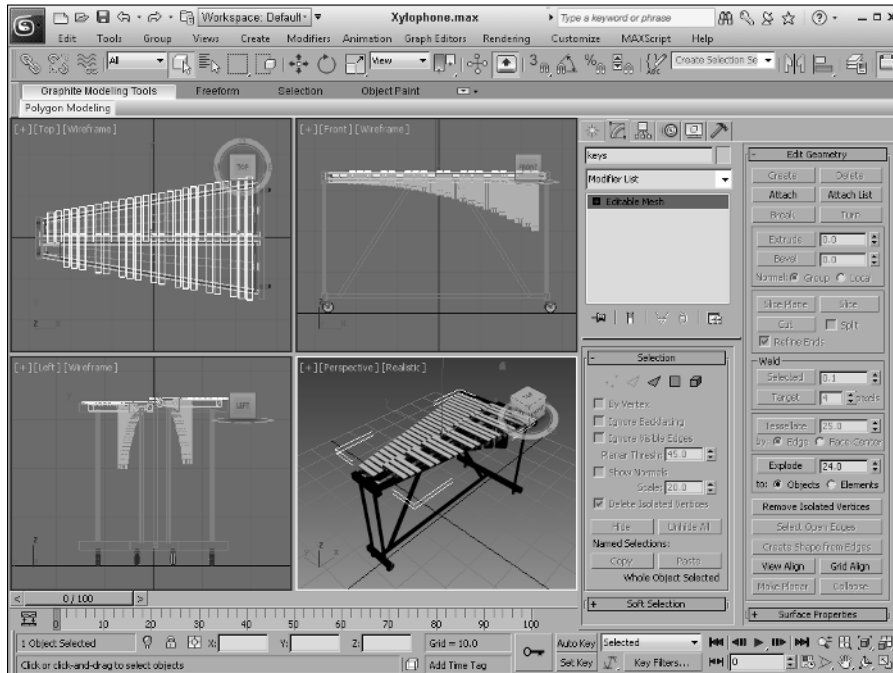 Workspace: Default
Xylophone.max
Type a keyword or phrase
Edit Tools Group Views Create Modifiers Animation Graph Editors Rendering Customize MAXScript Help
All
View
3
Create Selection Se
Graphite Modeling Tools Freeform Selection Object Paint
Polygon Modeling
[+][Top][Wireframe]
TOP
[+][Front][Wireframe]
FRONT
[+][Left][Wireframe]
LEFT
[+][Perspective][Realistic]
keys
Modifier List
Editable Mesh
- Selection
By Vertex
Ignore Backfacing
Ignore Visible Edges
Planar Thresh: 45.0
Show Normals
Scale: 20.0
Delete Isolated Vertices
Hide Unhide All
Named Selections:
Copy Paste
Whole Object Selected
+ Soft Selection
- Edit Geometry
Create Delete
Attach Attach List
Break Turn
Extrude 0.0
Bevel 0.0
Normal: Group Local
Slice Plane Slice
Cut Split
Refine Ends
Weld
Selected 0.1
Target 4 pixels
Tessellate 25.0
by: Edge Face-Center
Explode 24.0
to: Objects Elements
Remove Isolated Vertices
Select Open Edges
Create Shape from Edges
View Align Grid Align
Make Planar Collapse
+ Surface Properties
< 0 / 100 >
0 10 20 30 40 50 60 70 80 90 100
1 Object Selected X: Y: Z: Grid = 10.0 Auto Key Selected
Click or click-and-drag to select objects Add Time Tag Set Key Key Filters... 0